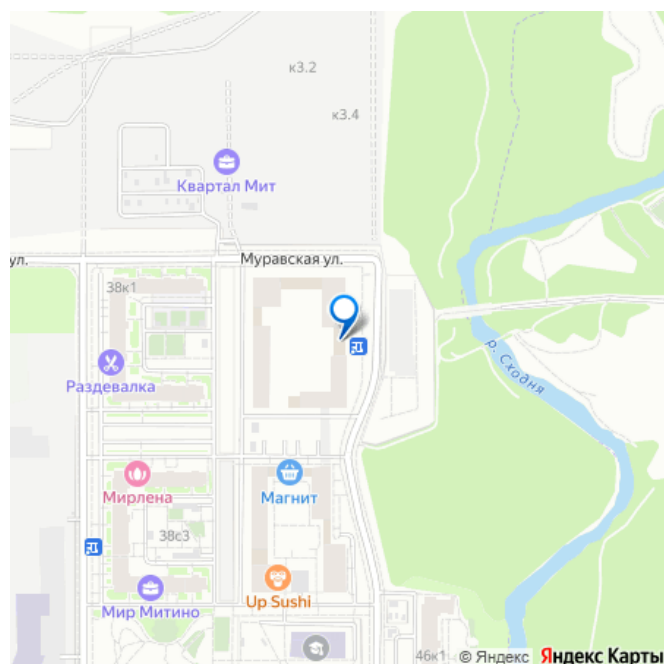 к3.2
к3.4
Квартал Мит
ул.
Муравская ул.
38к1
Раздевалка
р. Сходня
Мирлена
Магнит
38с3
Мир Митино
Up Sushi
46к1
© Яндекс Яндекс Карты